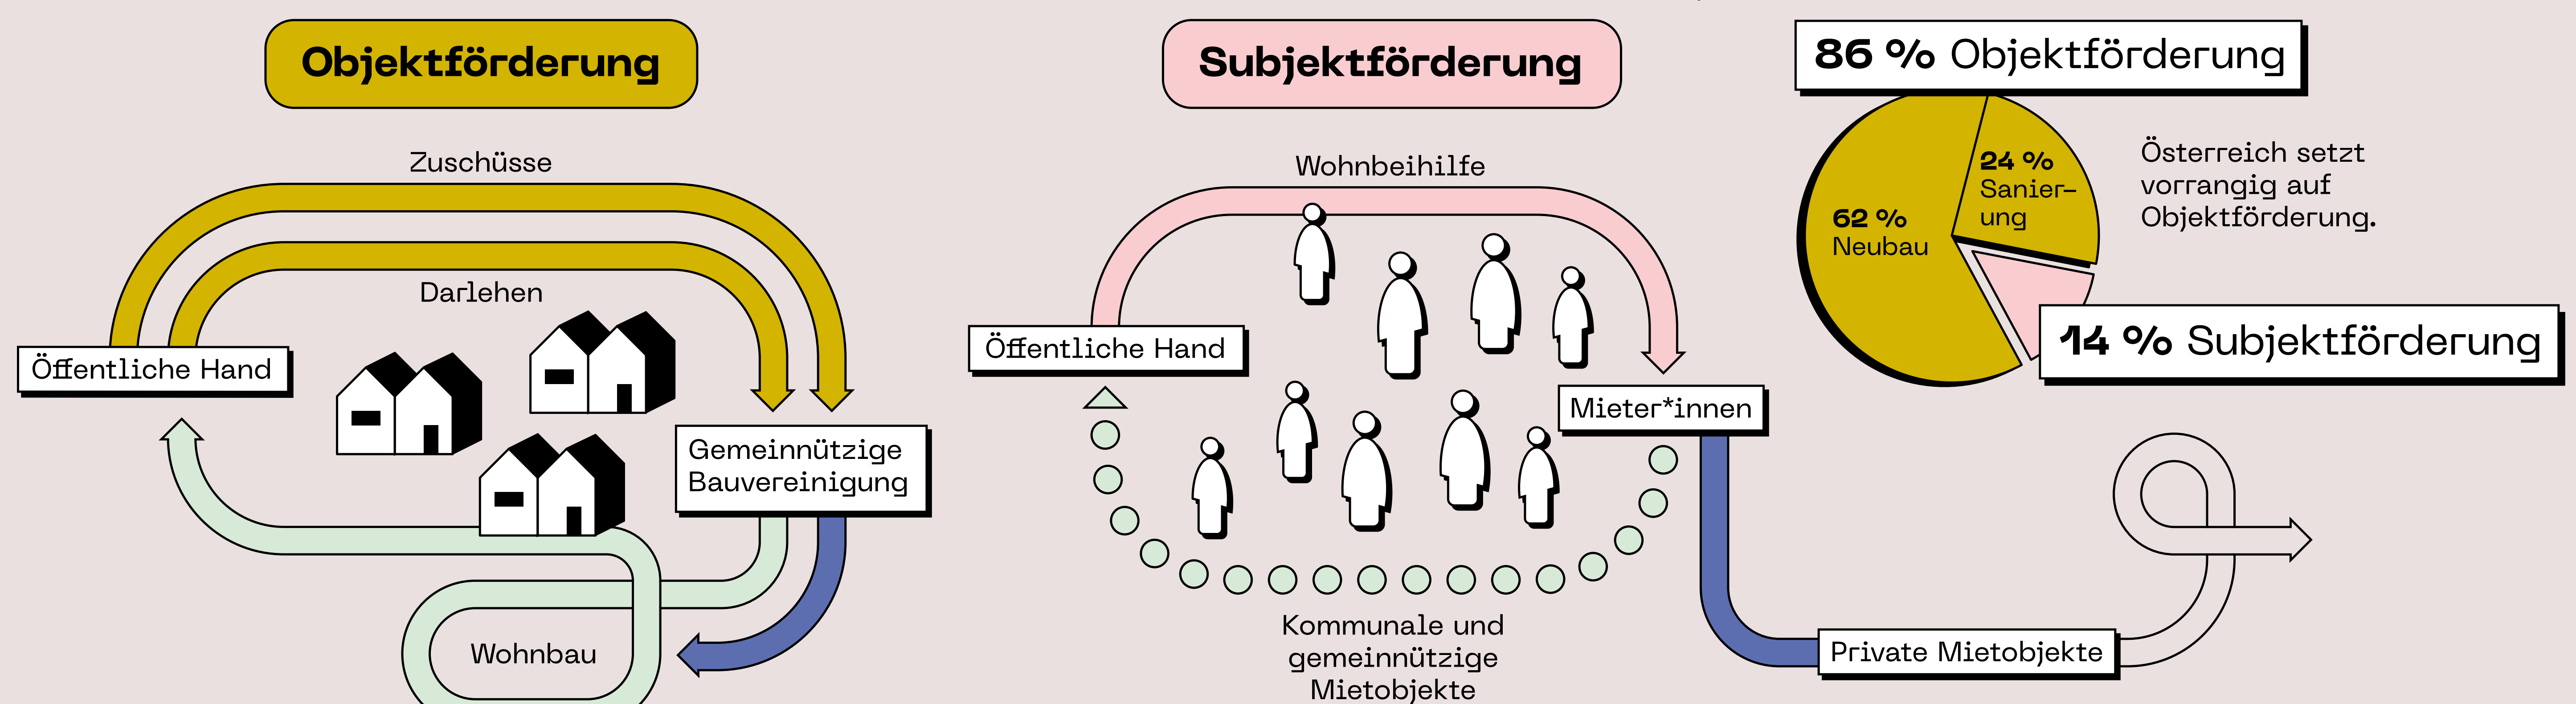 Objektförderung
Zuschüsse
Darlehen
Öffentliche Hand
Gemeinnützige
Bauvereinigung
Wohnbau
Subjektförderung
Wohnbeihilfe
Öffentliche Hand
Mieter*innen
Kommunale und
gemeinnützige
Mietobjekte
Private Mietobjekte
86 % Objektförderung
24 %
Sanier–
ung
62 %
Neubau
Österreich setzt
vorrangig auf
Objektförderung.
14 % Subjektförderung